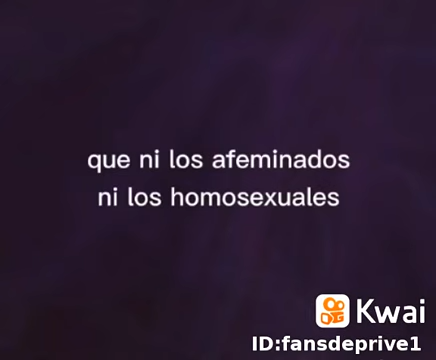 que ni los afeminados
ni los homosexuales
Kwai
ID:fansdeprive1